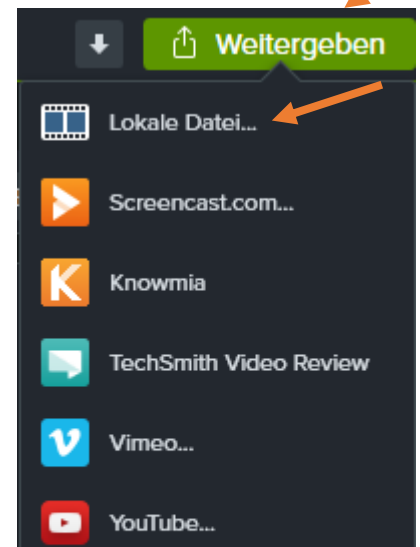 Weitergeben
Lokale Datei...
Screencast.com...
Knowmia
TechSmith Video Review
Vimeo...
YouTube...